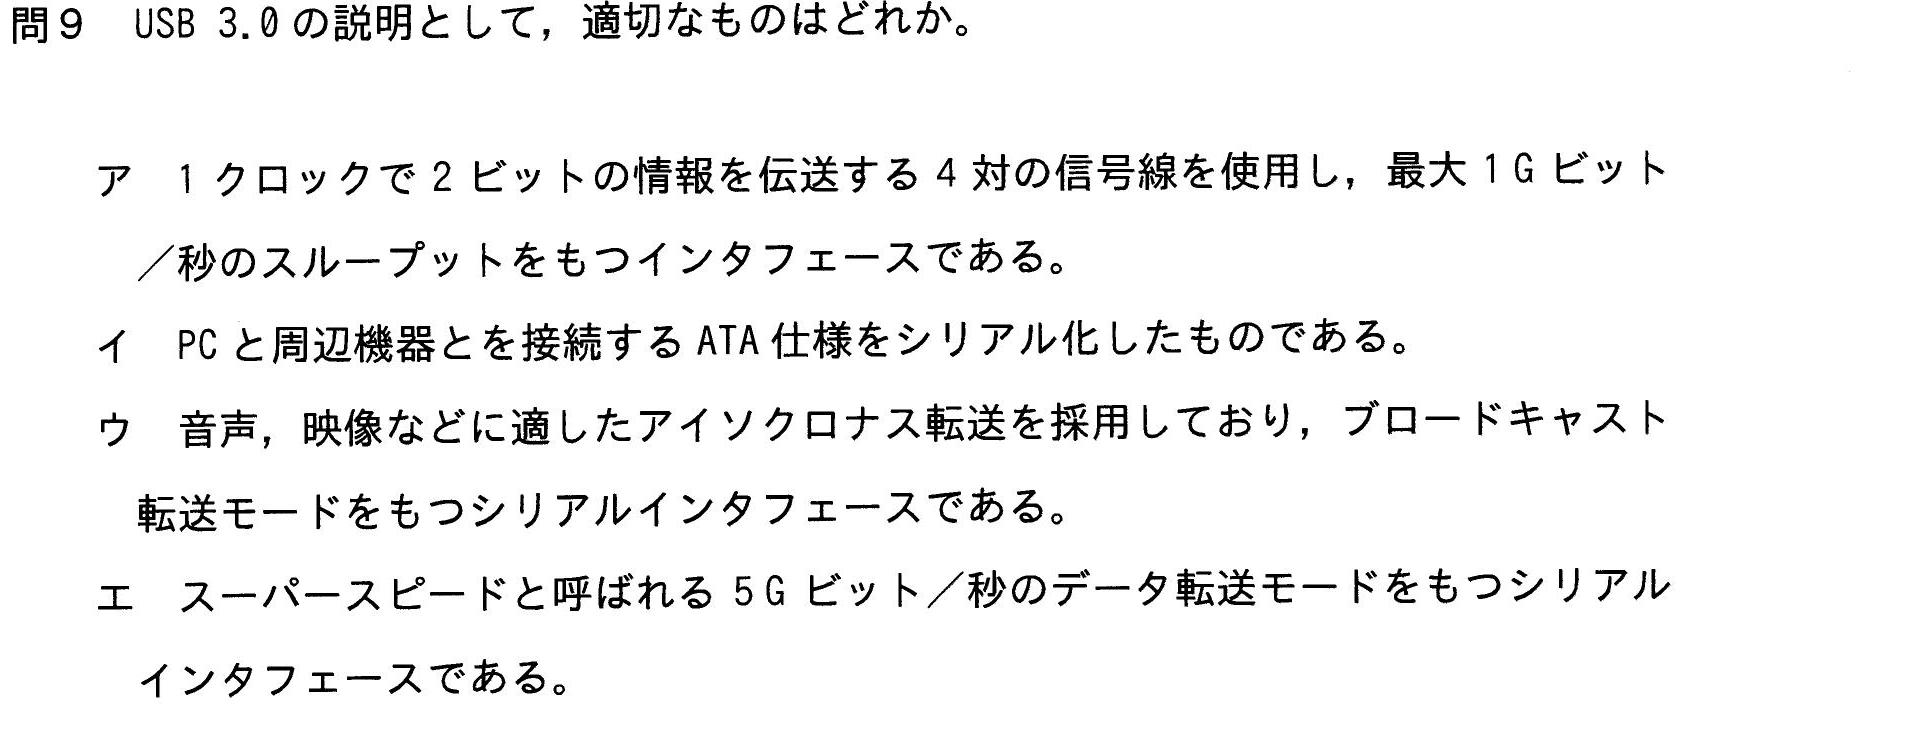 問９ USB 3.0の説明として，適切なものはどれか。
ア １クロックで２ビットの情報を伝送する４対の信号線を使用し，最大１Ｇビット
／秒のスループットをもつインタフェースである。
イ PCと周辺機器とを接続するATA仕様をシリアル化したものである。
ウ 音声，映像などに適したアイソクロナス転送を採用しており，ブロードキャスト
転送モードをもつシリアルインタフェースである。
エ スーパースピードと呼ばれる５Ｇビット／秒のデータ転送モードをもつシリアル
インタフェースである。